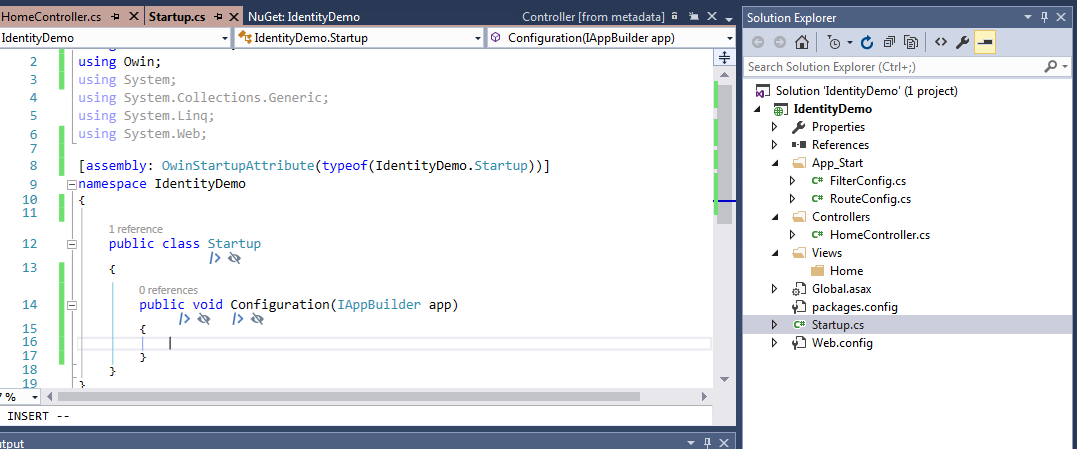 HomeController.cs Startup.cs NuGet: IdentityDemo Controller [from metadata]
IdentityDemo IdentityDemo.Startup Configuration(IAppBuilder app)
2 using Owin;
3 using System;
4 using System.Collections.Generic;
5 using System.Linq;
6 using System.Web;
7
8 [assembly: OwinStartupAttribute(typeof(IdentityDemo.Startup))]
9 namespace IdentityDemo
10 {
11
1 reference
12 public class Startup
13 {
0 references
14 public void Configuration(IAppBuilder app)
15 {
16
17 }
18 }
19 }
%
INSERT --
utput
Solution Explorer
Search Solution Explorer (Ctrl+;)
Solution 'IdentityDemo' (1 project)
IdentityDemo
Properties
References
App_Start
FilterConfig.cs
RouteConfig.cs
Controllers
HomeController.cs
Views
Home
Global.asax
packages.config
Startup.cs
Web.config